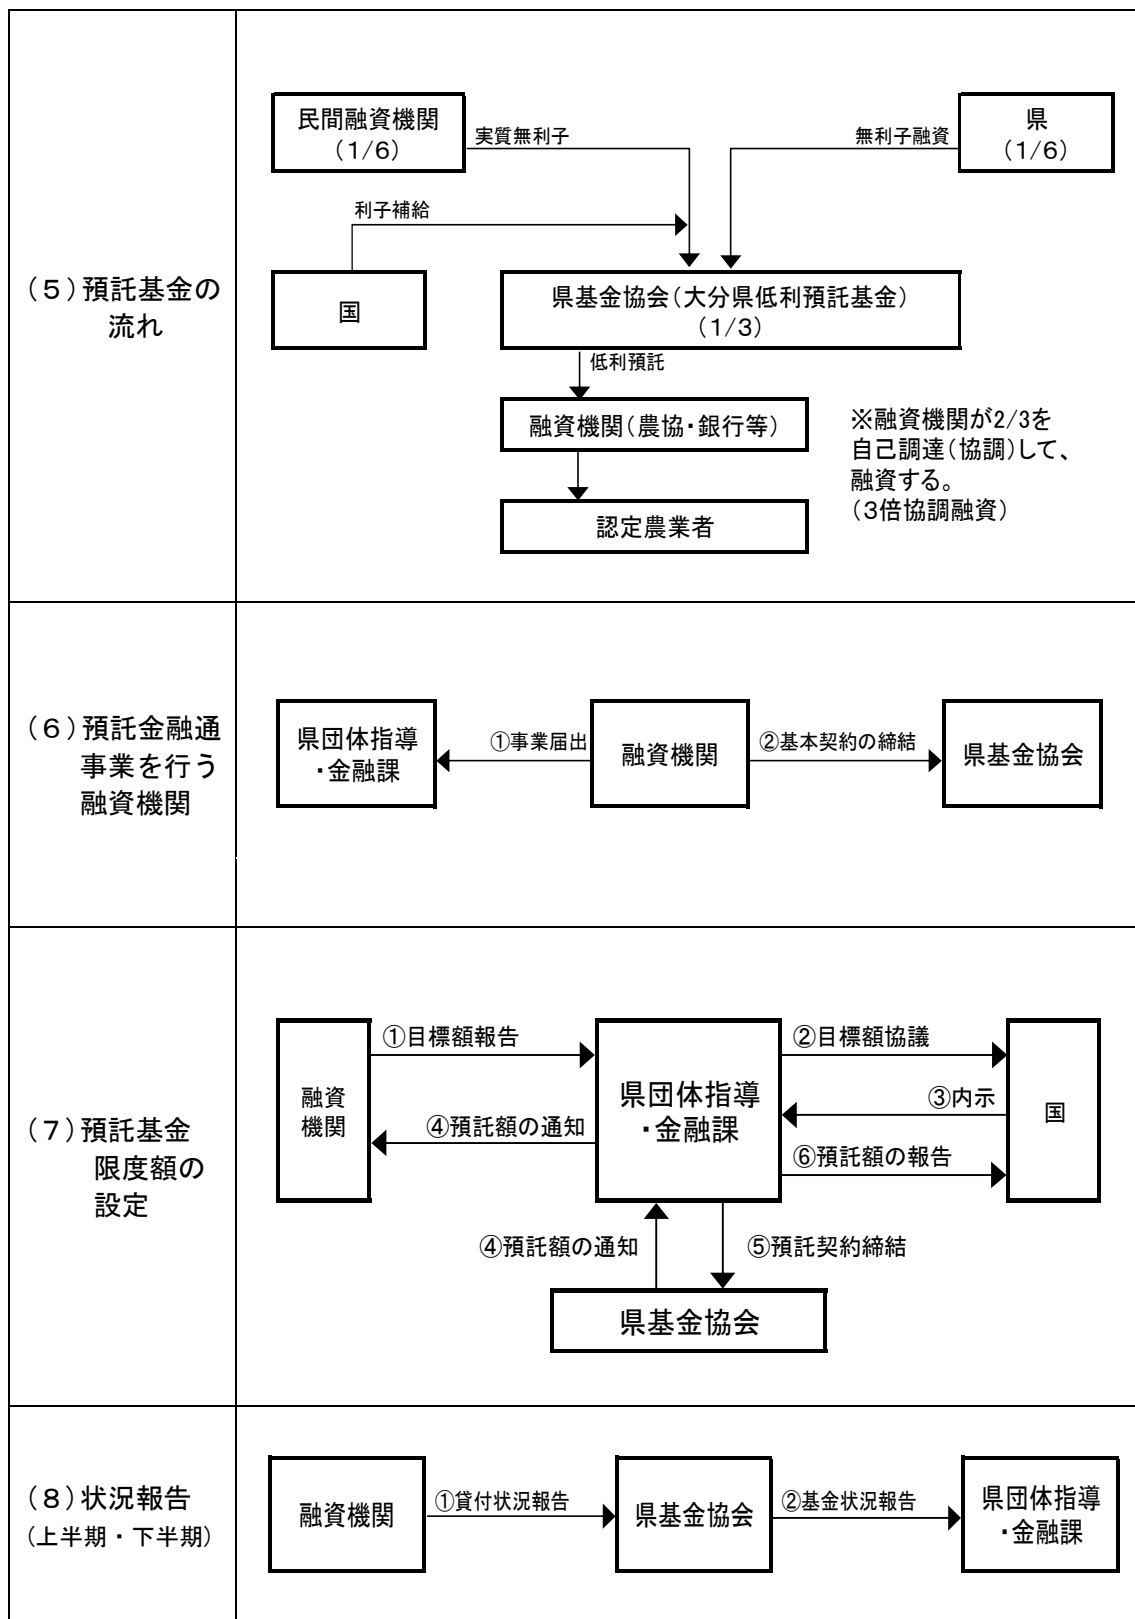 (5)預託基金の
流れ
民間融資機関
(1/6)
実質無利子
無利子融資
県
(1/6)
利子補給
国
県基金協会(大分県低利預託基金)
(1/3)
低利預託
融資機関(農協・銀行等)
認定農業者
※融資機関が2/3を
自己調達(協調)して、
融資する。
(3倍協調融資)
(6)預託金融通
事業を行う
融資機関
県団体指導
・金融課
①事業届出
融資機関
②基本契約の締結
県基金協会
(7)預託基金
限度額の
設定
融資
機関
①目標額報告
④預託額の通知
県団体指導
・金融課
②目標額協議
③内示
⑥預託額の報告
国
④預託額の通知
⑤預託契約締結
県基金協会
(8)状況報告
(上半期・下半期)
融資機関
①貸付状況報告
県基金協会
②基金状況報告
県団体指導
・金融課